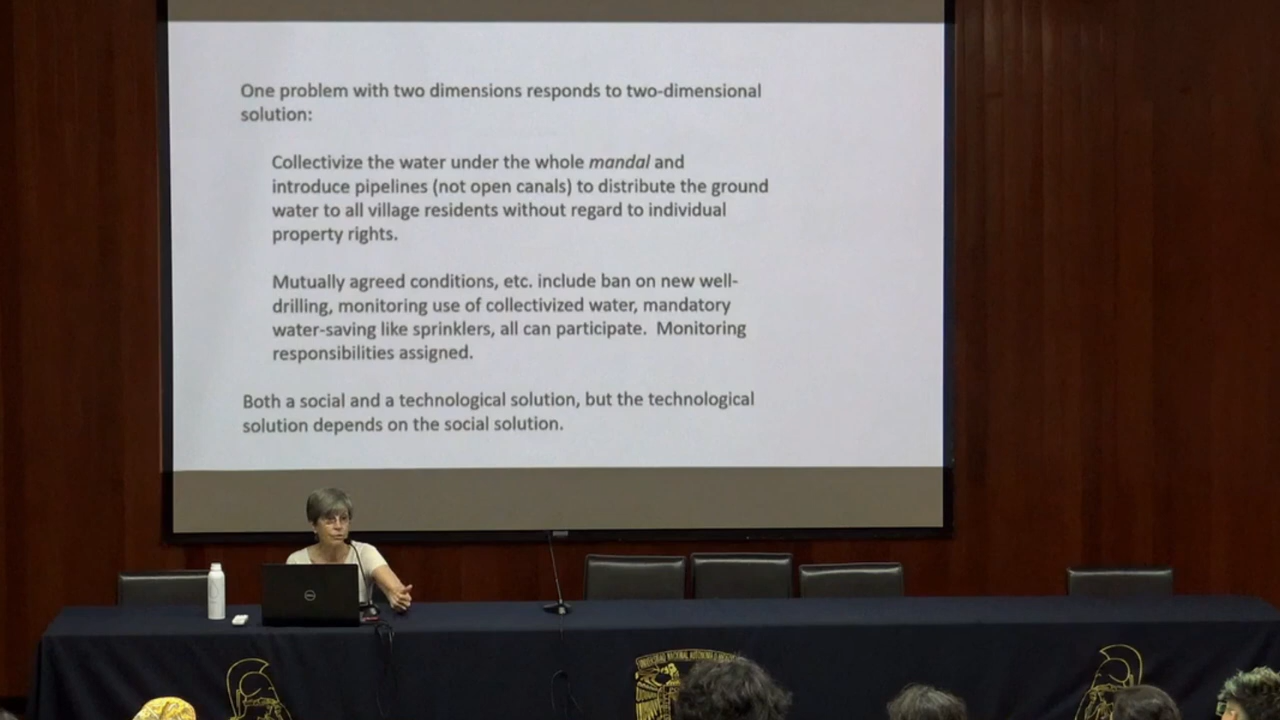 One problem with two dimensions responds to two-dimensional
solution:
Collectivize the water under the whole mandal and
introduce pipelines (not open canals) to distribute the ground
water to all village residents without regard to individual
property rights.
Mutually agreed conditions, etc. include ban on new well-
drilling, monitoring use of collectivized water, mandatory
water-saving like sprinklers, all can participate.  Monitoring
responsibilities assigned.
Both a social and a technological solution, but the technological
solution depends on the social solution.
DELL
UNIVERSIDAD NACIONAL AUTONOMA